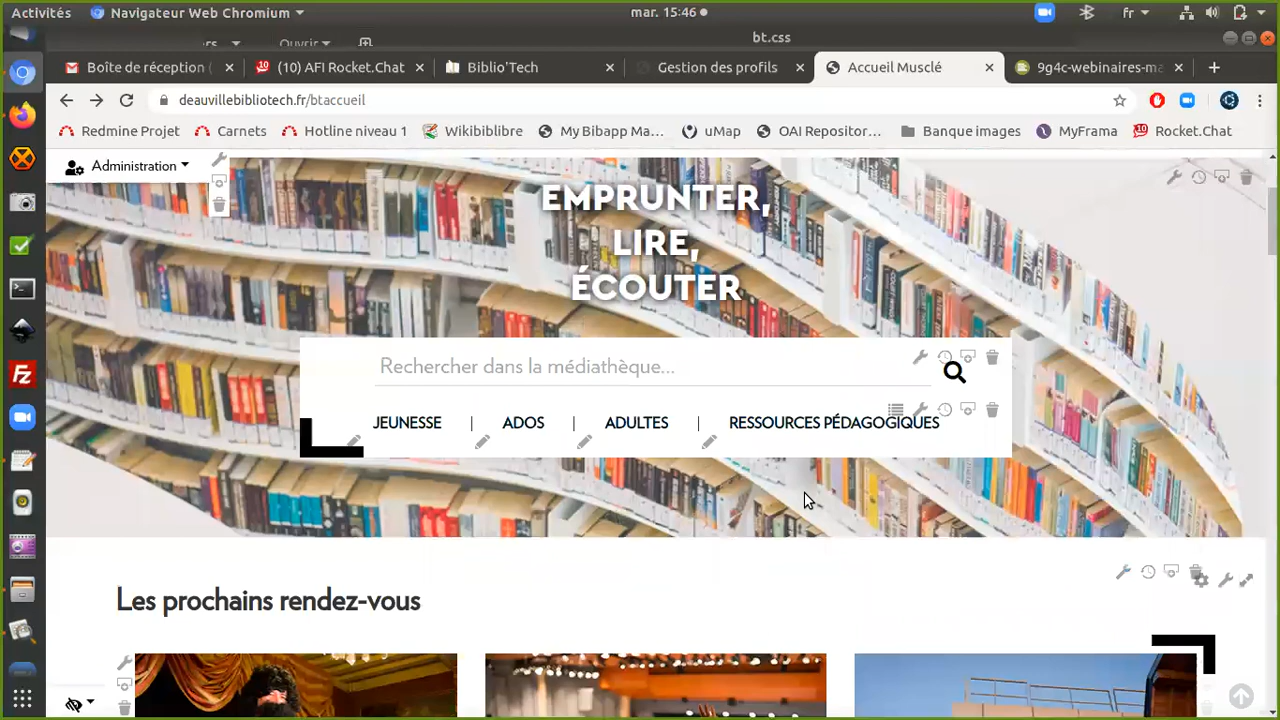 Activités
Navigateur Web Chromium
mar. 15:46
fr
ers
Ouvrir
bt.css
Boîte de réception (
(10) AFI Rocket.Chat
Biblio'Tech
Gestion des profils
Accueil Musclé
9g4c-webinaires-ma
deauvillebibliotech.fr/btaccueil
Redmine Projet
Carnets
Hotline niveau 1
Wikibiblibre
My Bibapp Ma...
uMap
OAI Repositor...
Banque images
MyFrama
Rocket.Chat
Administration
EMPRUNTER,
LIRE,
ÉCOUTER
Rechercher dans la médiathèque...
JEUNESSE | ADOS | ADULTES | RESSOURCES PÉDAGOGIQUES
Les prochains rendez-vous